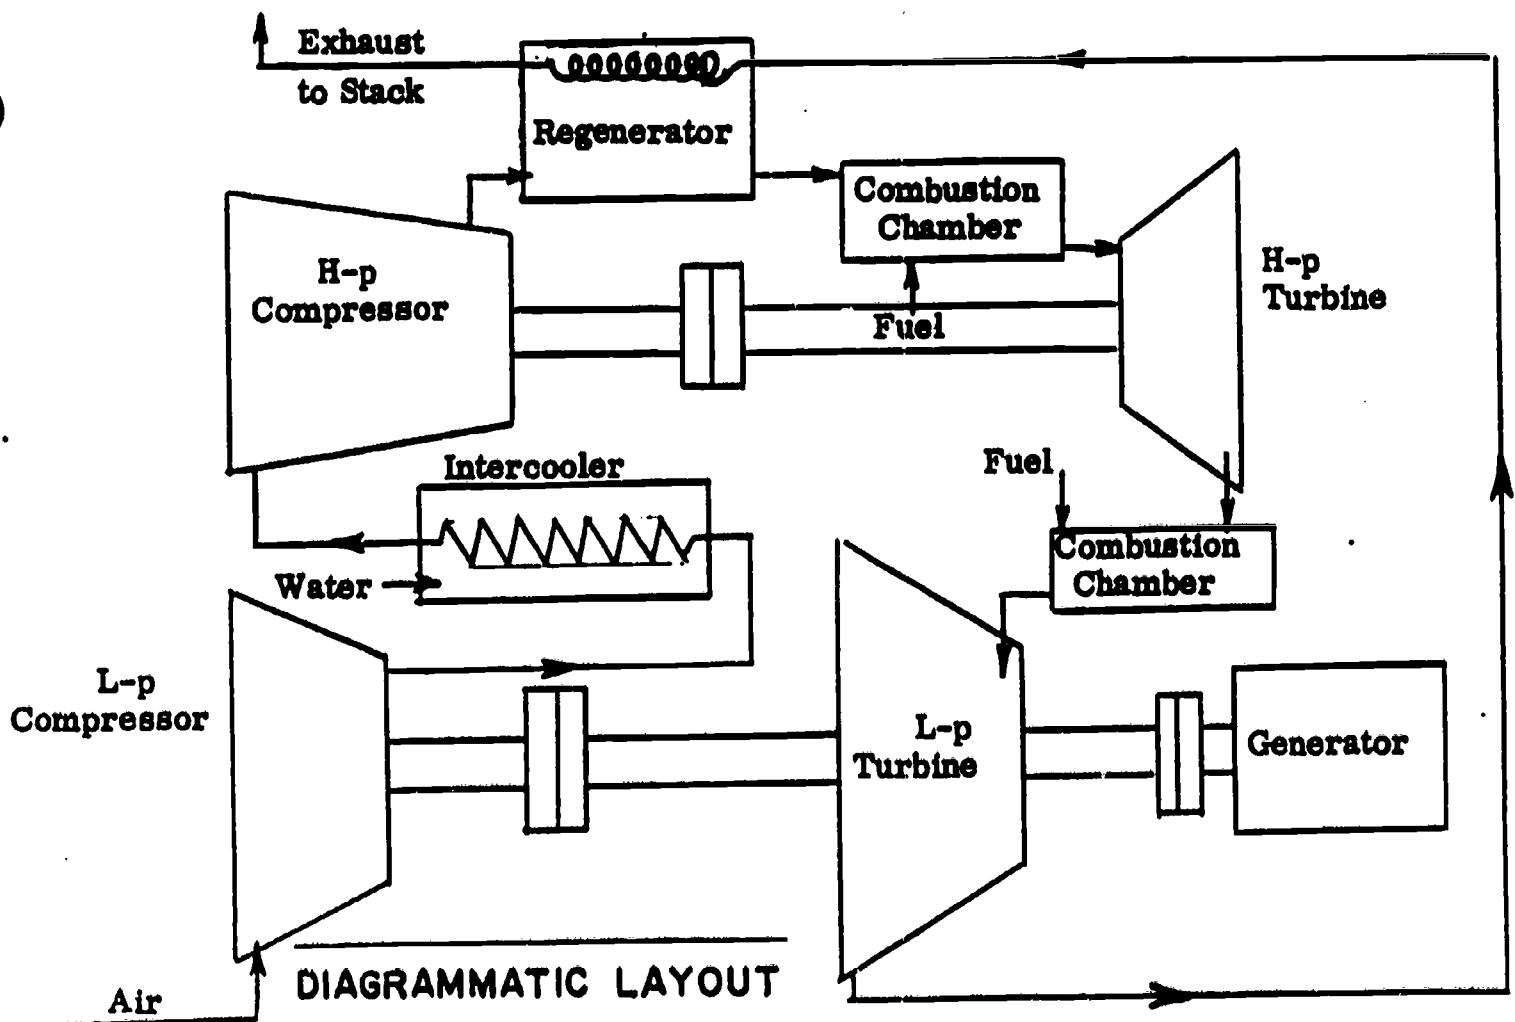 Exhaust
to Stack
Regenerator
Combustion
Chamber
H-p
Compressor
H-p
Turbine
Fuel
Intercooler
Fuel
Water
Combustion
Chamber
L-p
Compressor
L-p
Turbine
Generator
Air
DIAGRAMMATIC LAYOUT